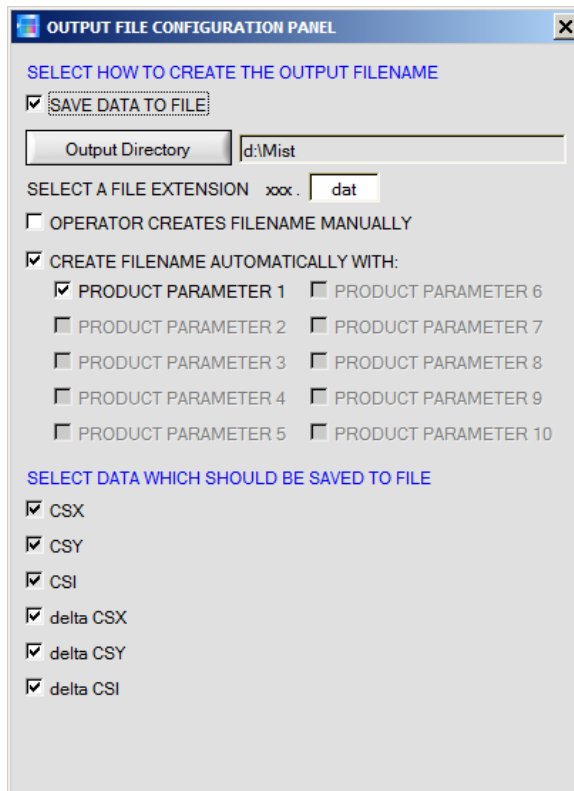 OUTPUT FILE CONFIGURATION PANEL
SELECT HOW TO CREATE THE OUTPUT FILENAME
SAVE DATA TO FILE
Output Directory d:\Mist
SELECT A FILE EXTENSION xxx . dat
OPERATOR CREATES FILENAME MANUALLY
CREATE FILENAME AUTOMATICALLY WITH:
PRODUCT PARAMETER 1 PRODUCT PARAMETER 6
PRODUCT PARAMETER 2 PRODUCT PARAMETER 7
PRODUCT PARAMETER 3 PRODUCT PARAMETER 8
PRODUCT PARAMETER 4 PRODUCT PARAMETER 9
PRODUCT PARAMETER 5 PRODUCT PARAMETER 10
SELECT DATA WHICH SHOULD BE SAVED TO FILE
CSX
CSY
CSI
delta CSX
delta CSY
delta CSI